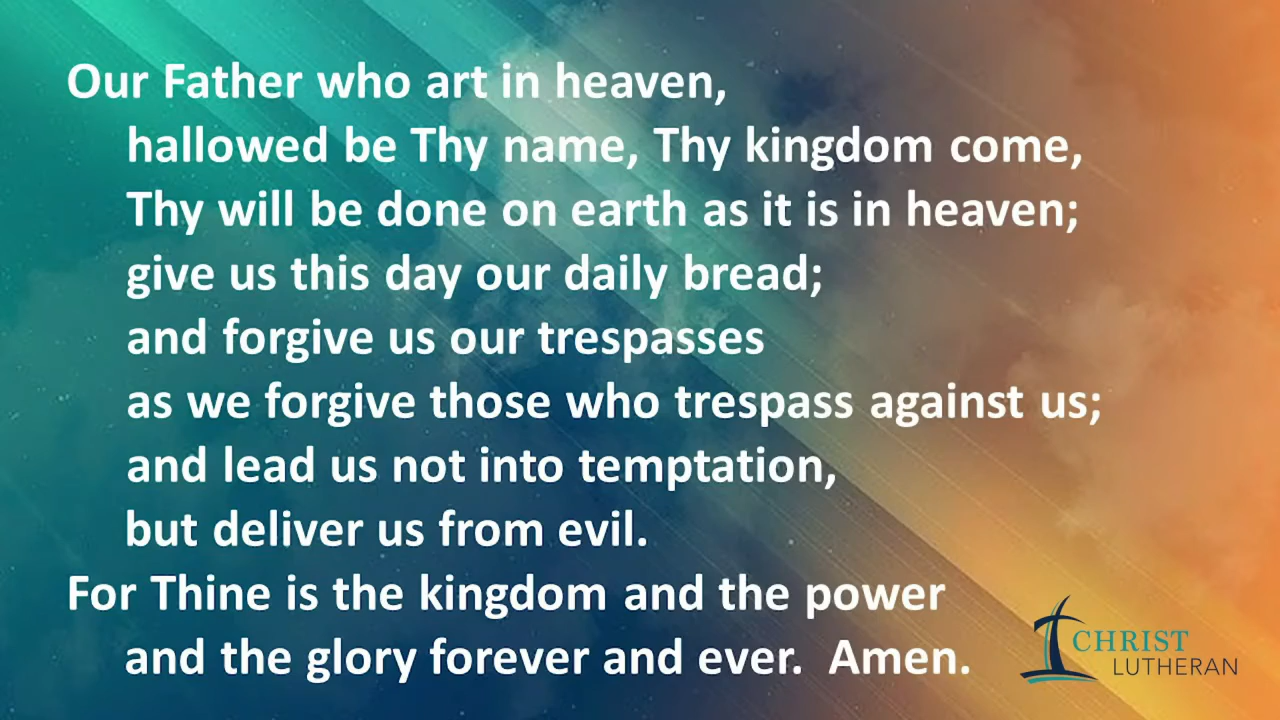 Our Father who art in heaven,
hallowed be Thy name, Thy kingdom come,
Thy will be done on earth as it is in heaven;
give us this day our daily bread;
and forgive us our trespasses
as we forgive those who trespass against us;
and lead us not into temptation,
but deliver us from evil.
For Thine is the kingdom and the power
and the glory forever and ever.  Amen.
CHRIST
LUTHERAN